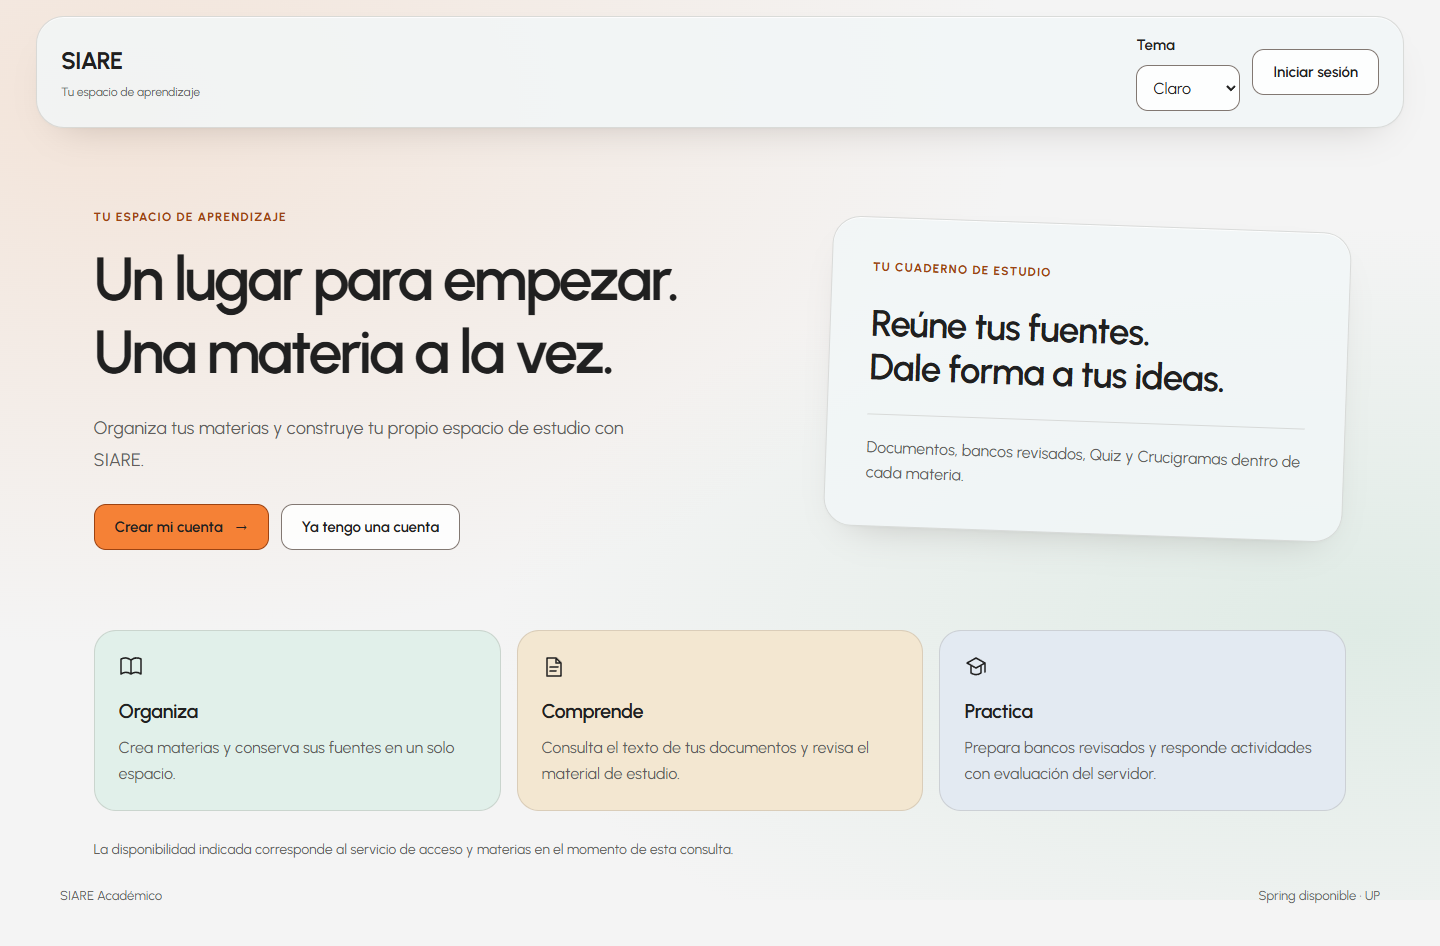 SIARE
Tu espacio de aprendizaje
Tema
Claro
Iniciar sesión
TU ESPACIO DE APRENDIZAJE
Un lugar para empezar.
Una materia a la vez.
Organiza tus materias y construye tu propio espacio de estudio con
SIARE.
Crear mi cuenta →
Ya tengo una cuenta
TU CUADERNO DE ESTUDIO
Reúne tus fuentes.
Dale forma a tus ideas.
Documentos, bancos revisados, Quiz y Crucigramas dentro de
cada materia.
Organiza
Crea materias y conserva sus fuentes en un solo
espacio.
Comprende
Consulta el texto de tus documentos y revisa el
material de estudio.
Practica
Prepara bancos revisados y responde actividades
con evaluación del servidor.
La disponibilidad indicada corresponde al servicio de acceso y materias en el momento de esta consulta.
SIARE Académico
Spring disponible · UP